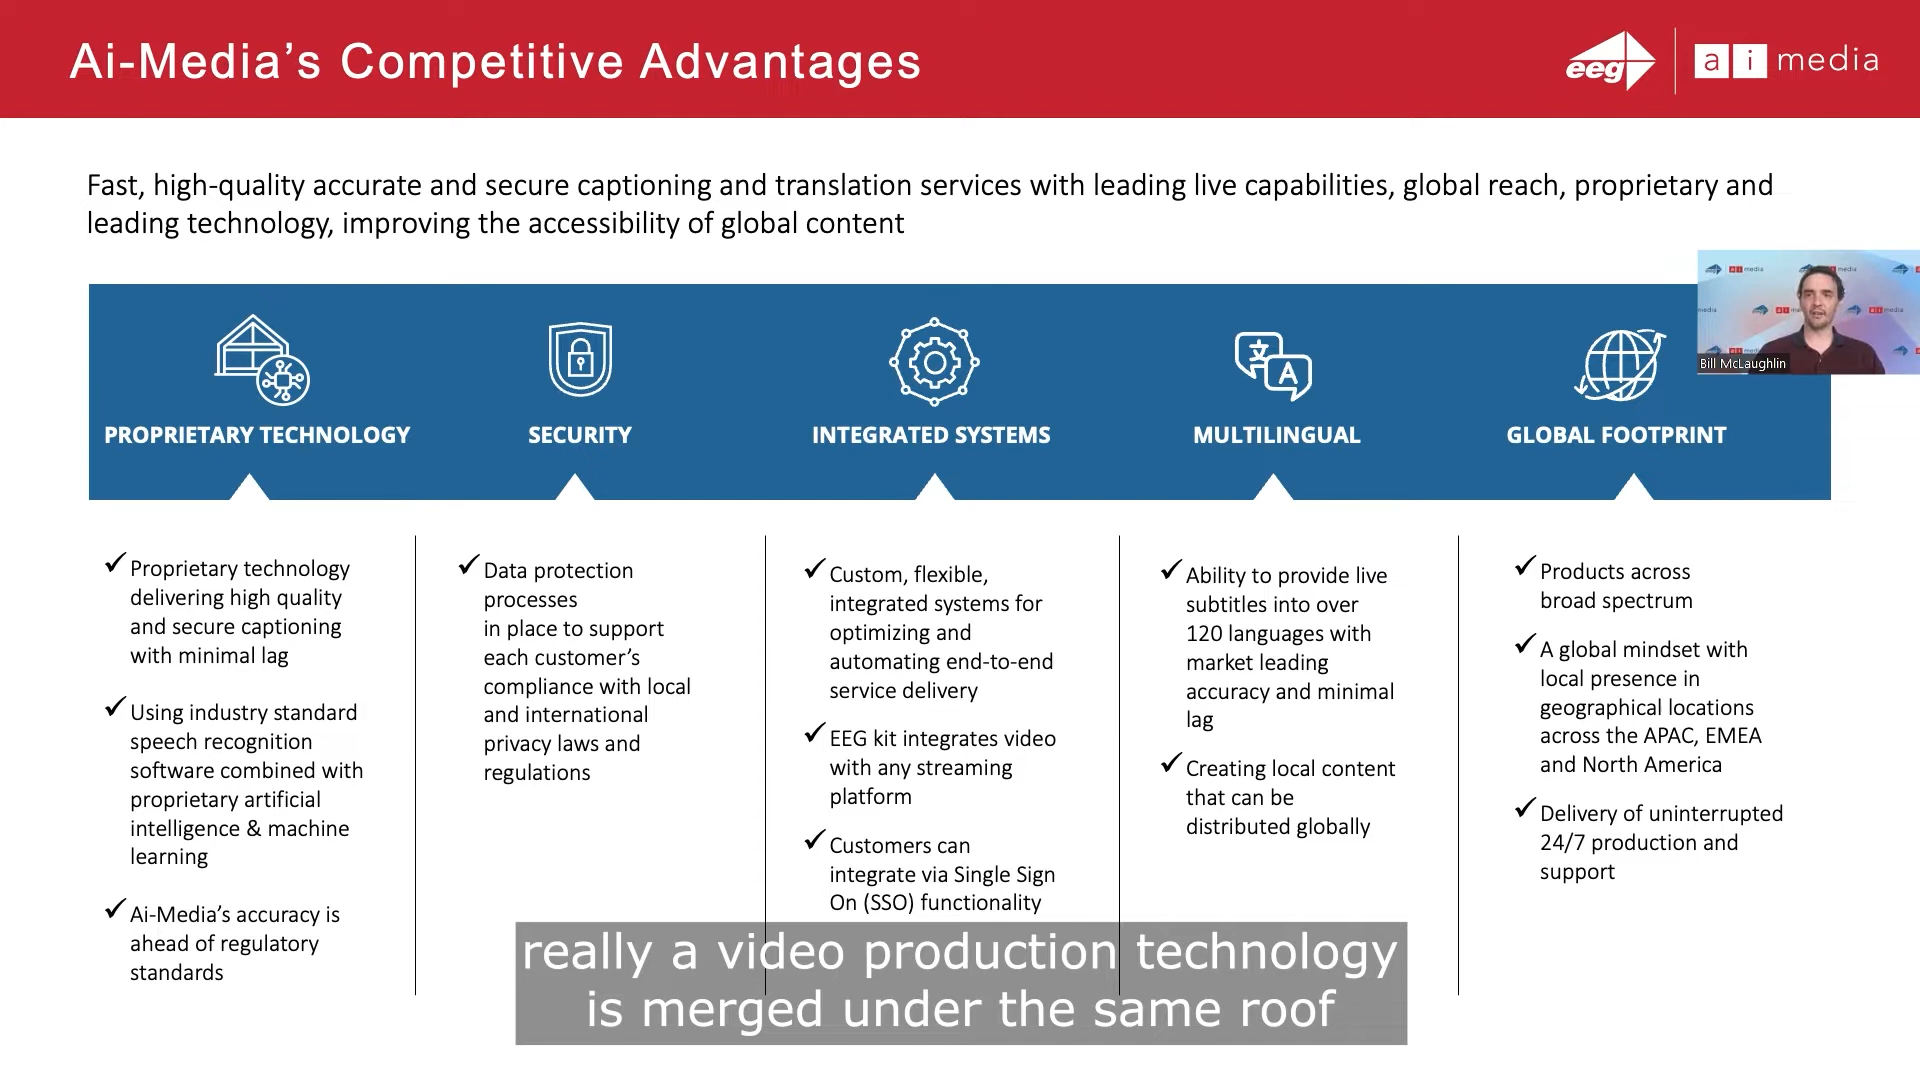 Ai-Media’s Competitive Advantages
eeg
ai media
Fast, high-quality accurate and secure captioning and translation services with leading live capabilities, global reach, proprietary and
leading technology, improving the accessibility of global content
Bill McLaughlin
PROPRIETARY TECHNOLOGY
✓ Proprietary technology
delivering high quality
and secure captioning
with minimal lag
✓ Using industry standard
speech recognition
software combined with
proprietary artificial
intelligence & machine
learning
✓ Ai-Media’s accuracy is
ahead of regulatory
standards
SECURITY
✓ Data protection
processes
in place to support
each customer’s
compliance with local
and international
privacy laws and
regulations
INTEGRATED SYSTEMS
✓ Custom, flexible,
integrated systems for
optimizing and
automating end-to-end
service delivery
✓ EEG kit integrates video
with any streaming
platform
✓ Customers can
integrate via Single Sign
On (SSO) functionality
文
A
MULTILINGUAL
✓ Ability to provide live
subtitles into over
120 languages with
market leading
accuracy and minimal
lag
✓ Creating local content
that can be
distributed globally
GLOBAL FOOTPRINT
✓ Products across
broad spectrum
✓ A global mindset with
local presence in
geographical locations
across the APAC, EMEA
and North America
✓ Delivery of uninterrupted
24/7 production and
support
really a video production technology
is merged under the same roof